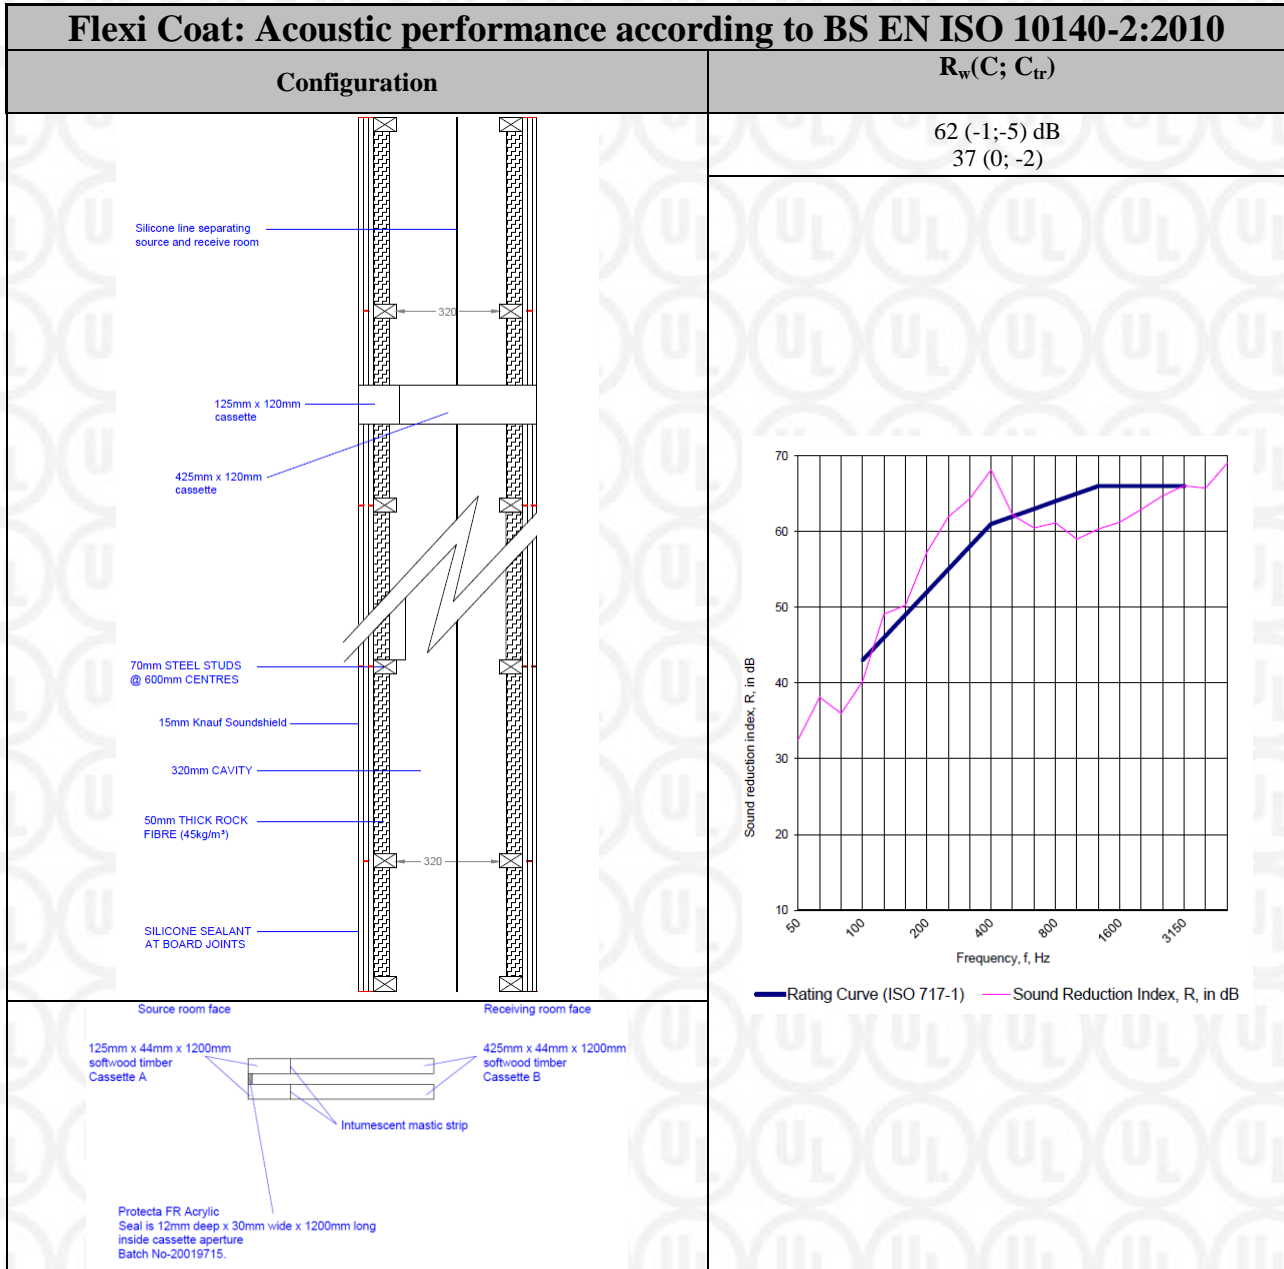 Flexi Coat: Acoustic performance according to BS EN ISO 10140-2:2010
Configuration
Rw(C; Ctr)
62 (-1;-5) dB
37 (0; -2)
Silicone line separating
source and receive room
320
125mm x 120mm
cassette
425mm x 120mm
cassette
70mm STEEL STUDS
@ 600mm CENTRES
15mm Knauf Soundshield
320mm CAVITY
50mm THICK ROCK
FIBRE (45kg/m³)
320
SILICONE SEALANT
AT BOARD JOINTS
Source room face
Receiving room face
125mm x 44mm x 1200mm
softwood timber
Cassette A
425mm x 44mm x 1200mm
softwood timber
Cassette B
Intumescent mastic strip
Protecta FR Acrylic
Seal is 12mm deep x 30mm wide x 1200mm long
inside cassette aperture
Batch No-20019715.
70
60
50
40
30
20
10
Sound reduction index, R, in dB
50
100
200
400
800
1600
3150
Frequency, f, Hz
Rating Curve (ISO 717-1)
Sound Reduction Index, R, in dB